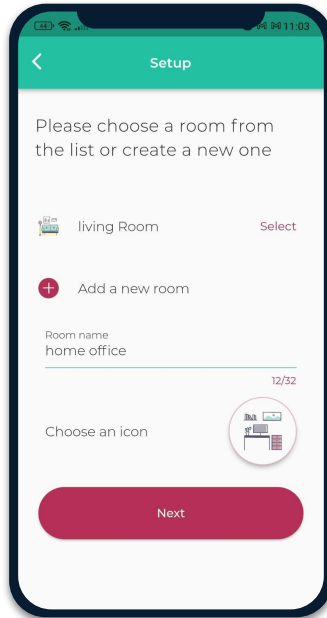 44 11:03
Setup
Please choose a room from
the list or create a new one
living Room Select
Add a new room
Room name
home office
12/32
Choose an icon
Next